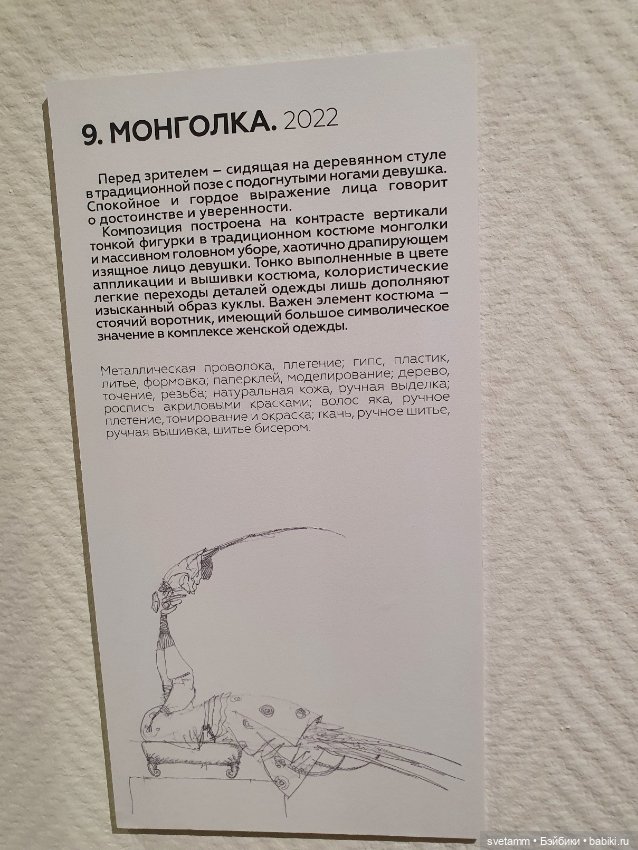 9. МОНГОЛКА. 2022
Перед зрителем – сидящая на деревянном стуле
в традиционной позе с подогнутыми ногами девушка.
Спокойное и гордое выражение лица говорит
о достоинстве и уверенности.
Композиция построена на контрасте вертикали
тонкой фигурки в традиционном костюме монголки
и массивном головном уборе, хаотично драпирующем
изящное лицо девушки. Тонко выполненные в цвете
аппликации и вышивки костюма, колористические
легкие переходы деталей одежды лишь дополняют
изысканный образ куклы. Важен элемент костюма –
стоячий воротник, имеющий большое символическое
значение в комплексе женской одежды.
Металлическая проволока, плетение; гипс, пластик,
литье, формовка; паперклей, моделирование; дерево,
точение, резьба; натуральная кожа, ручная выделка;
роспись акриловыми красками; волос яка, ручное
плетение, тонирование и окраска; ткань, ручное шитье,
ручная вышивка, шитье бисером.
svetamm • Бэйбики • babiki.ru